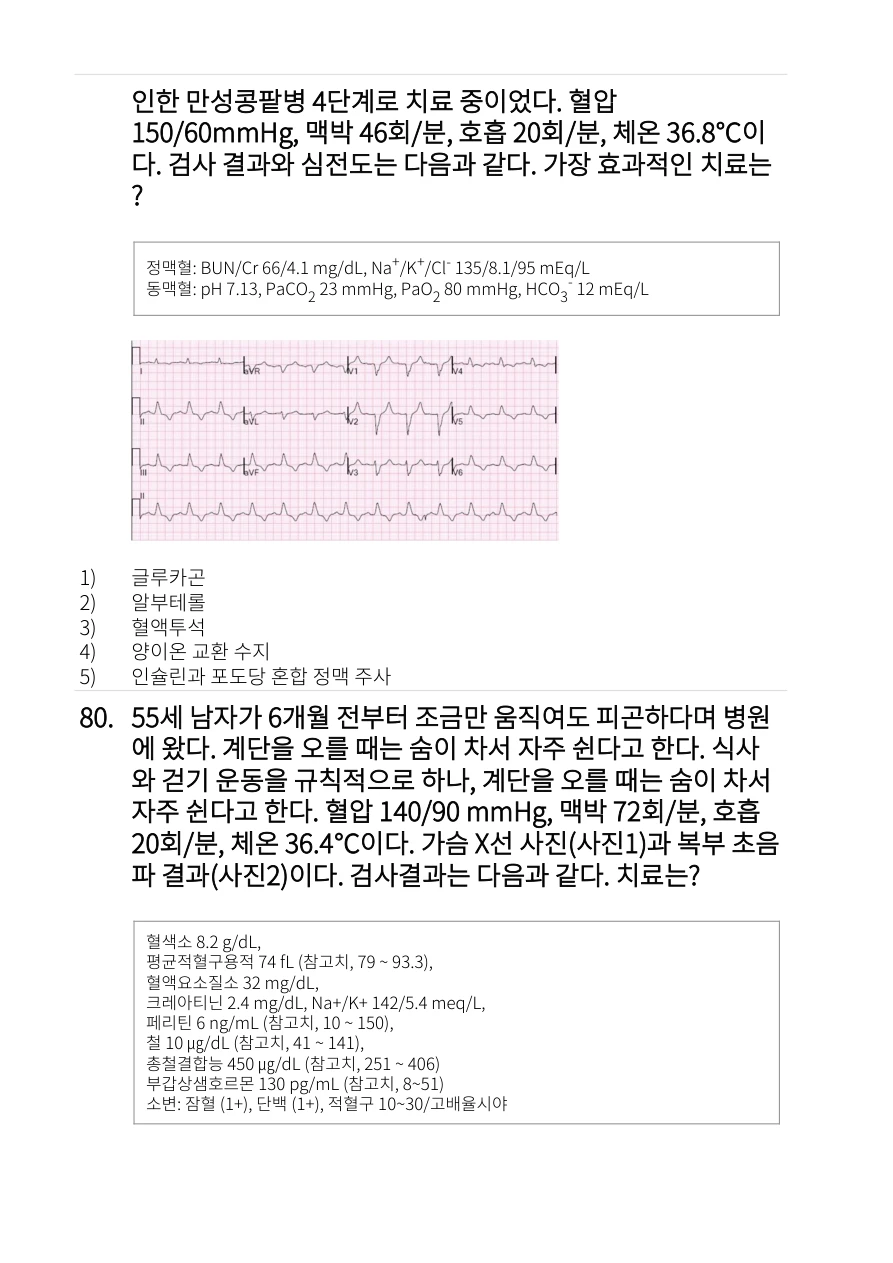 인한 만성콩팥병 4단계로 치료 중이었다. 혈압
150/60mmHg, 맥박 46회/분, 호흡 20회/분, 체온 36.8℃이
다. 검사 결과와 심전도는 다음과 같다. 가장 효과적인 치료는
?
정맥혈: BUN/Cr 66/4.1 mg/dL, Na⁺/K⁺/Cl⁻ 135/8.1/95 mEq/L
동맥혈: pH 7.13, PaCO₂ 23 mmHg, PaO₂ 80 mmHg, HCO₃⁻ 12 mEq/L
I aVR V1 V4
II aVL V2 V5
III aVF V3 V6
II
1) 글루카곤
2) 알부테롤
3) 혈액투석
4) 양이온 교환 수지
5) 인슐린과 포도당 혼합 정맥 주사
80. 55세 남자가 6개월 전부터 조금만 움직여도 피곤하다며 병원
에 왔다. 계단을 오를 때는 숨이 차서 자주 쉰다고 한다. 식사
와 걷기 운동을 규칙적으로 하나, 계단을 오를 때는 숨이 차서
자주 쉰다고 한다. 혈압 140/90 mmHg, 맥박 72회/분, 호흡
20회/분, 체온 36.4℃이다. 가슴 X선 사진(사진1)과 복부 초음
파 결과(사진2)이다. 검사결과는 다음과 같다. 치료는?
혈색소 8.2 g/dL,
평균적혈구용적 74 fL (참고치, 79 ~ 93.3),
혈액요소질소 32 mg/dL,
크레아티닌 2.4 mg/dL, Na+/K+ 142/5.4 meq/L,
페리틴 6 ng/mL (참고치, 10 ~ 150),
철 10 μg/dL (참고치, 41 ~ 141),
총철결합능 450 μg/dL (참고치, 251 ~ 406)
부갑상샘호르몬 130 pg/mL (참고치, 8~51)
소변: 잠혈 (1+), 단백 (1+), 적혈구 10~30/고배율시야